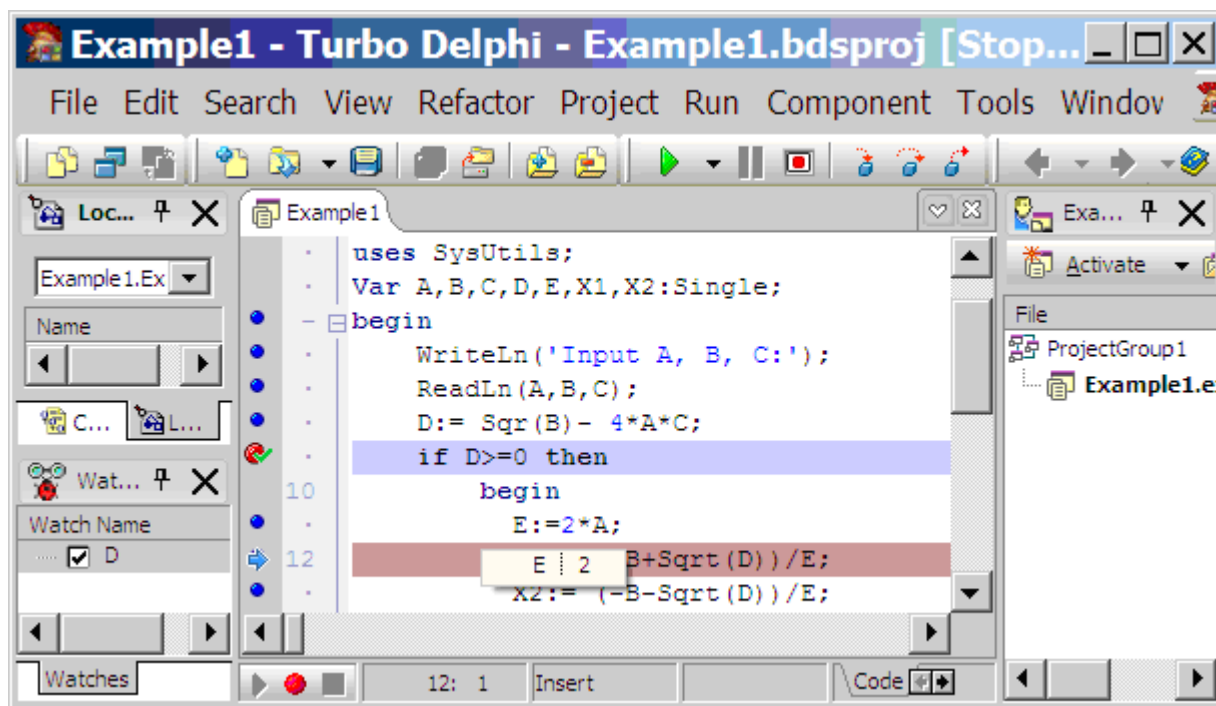 Example1 - Turbo Delphi - Example1.bdsproj [Stop...
File Edit Search View Refactor Project Run Component Tools Window
Loc...
Example1
Exa...
uses SysUtils;
Example1.Ex
Activate
Var A,B,C,D,E,X1,X2:Single;
Name
begin
File
WriteLn('Input A, B, C:');
ProjectGroup1
ReadLn(A,B,C);
Example1.e
C...
L...
D:= Sqr(B)- 4*A*C;
if D>=0 then
Wat...
10 begin
Watch Name
E:=2*A;
D
12 B+Sqrt(D))/E;
E 2
X2:= (-B-Sqrt(D))/E;
Watches
12: 1 Insert Code